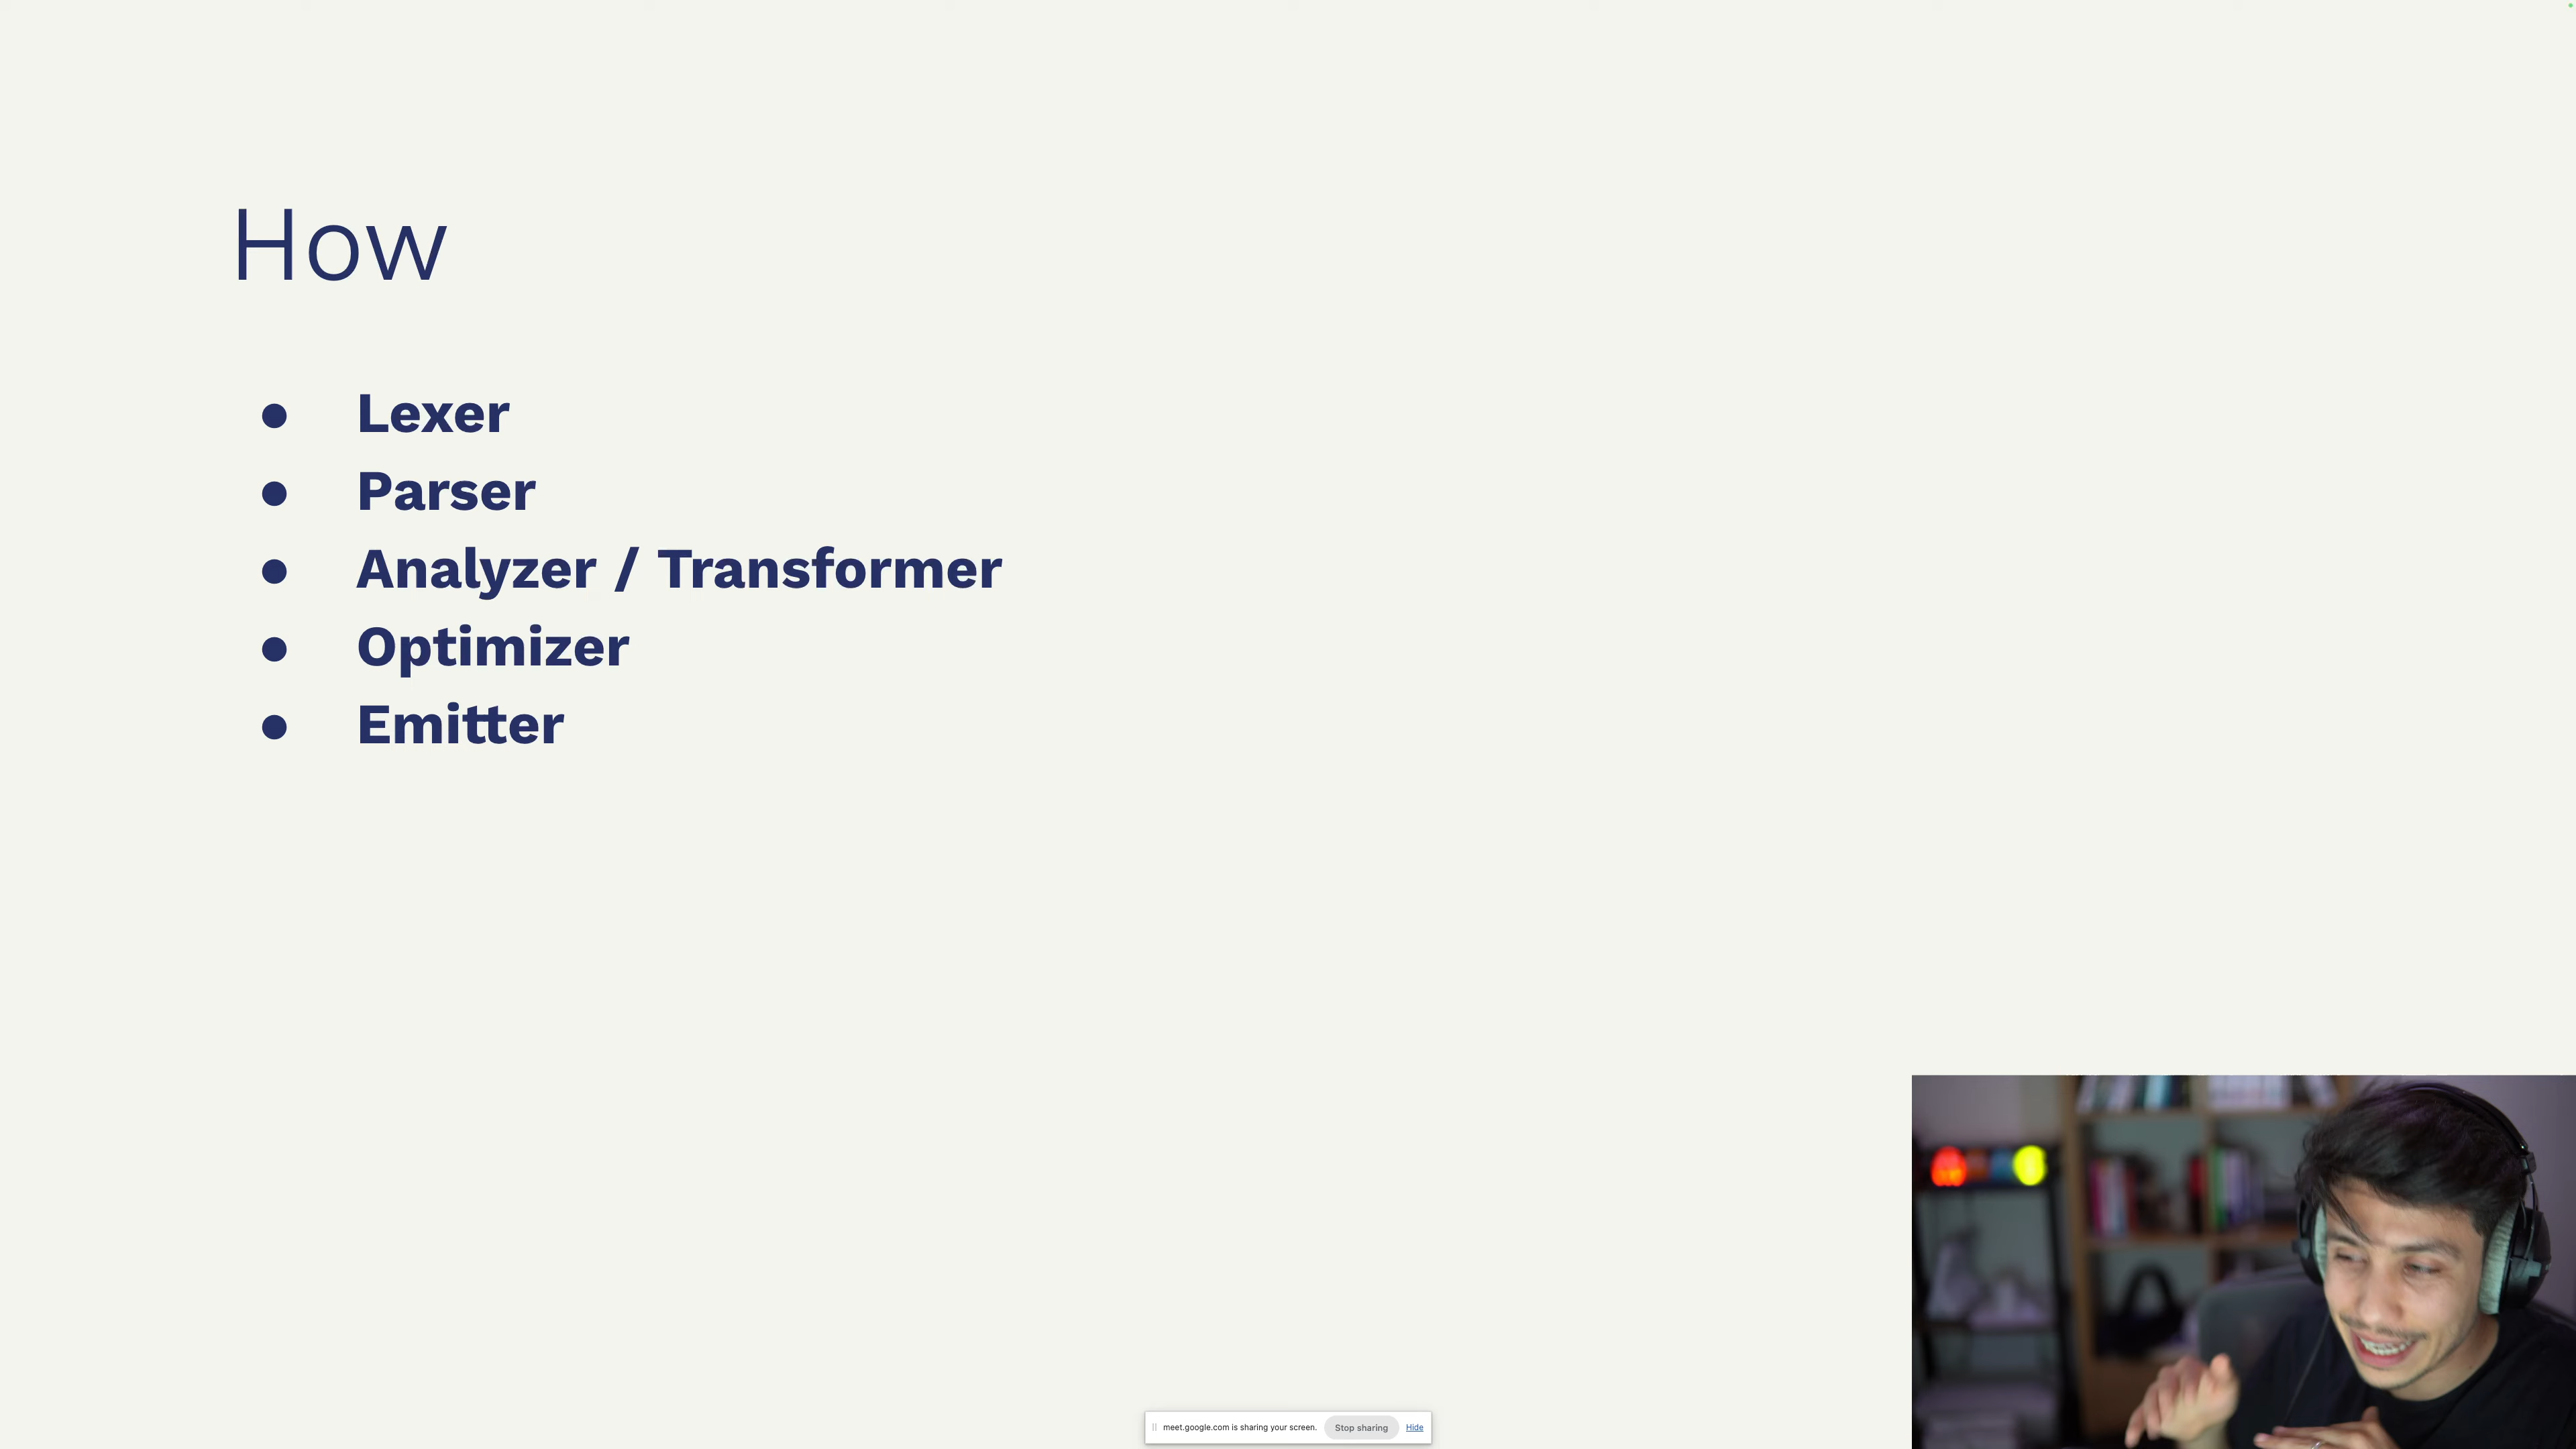 How
● Lexer
● Parser
● Analyzer / Transformer
● Optimizer
● Emitter
meet.google.com is sharing your screen. Stop sharing Hide